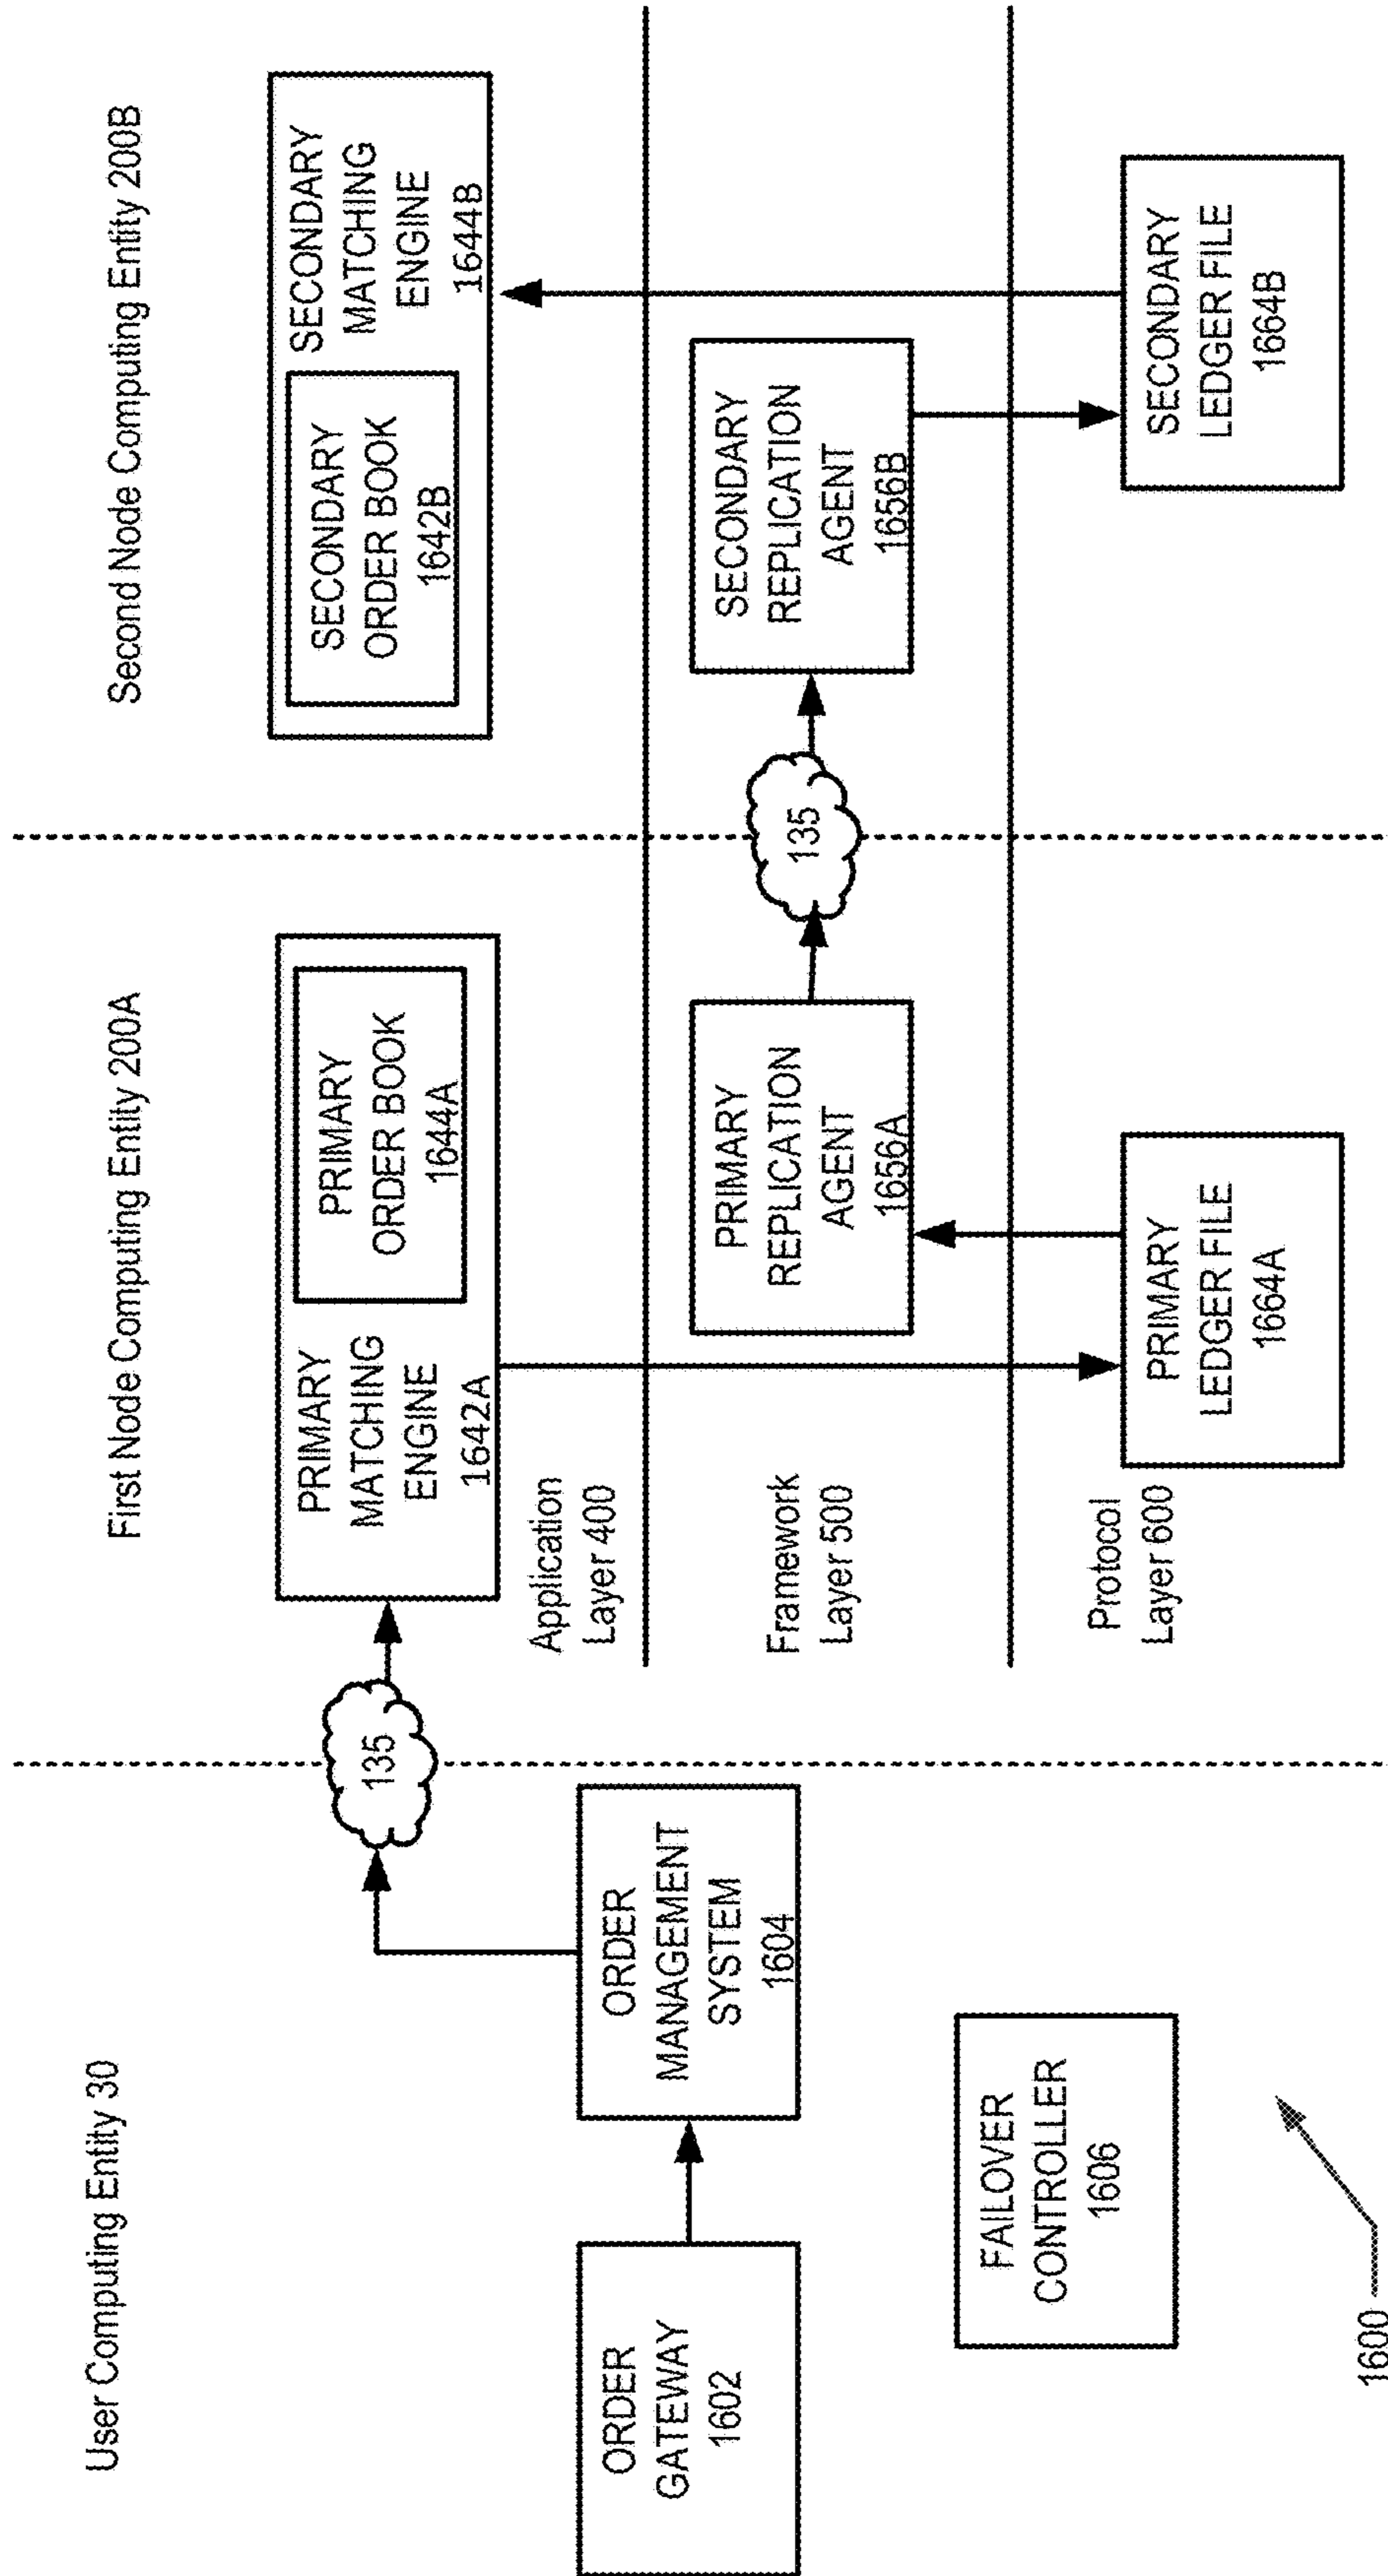 User Computing Entity 30
First Node Computing Entity 200A
Second Node Computing Entity 200B
ORDER
GATEWAY
1602
ORDER
MANAGEMENT
SYSTEM
1604
FAILOVER
CONTROLLER
1606
1600
135
PRIMARY
MATCHING
ENGINE
1642A
PRIMARY
ORDER BOOK
1644A
Application
Layer 400
Framework
Layer 500
Protocol
Layer 600
PRIMARY
REPLICATION
AGENT
1656A
PRIMARY
LEDGER FILE
1664A
135
SECONDARY
ORDER BOOK
1642B
SECONDARY
MATCHING
ENGINE
1644B
SECONDARY
REPLICATION
AGENT
1656B
SECONDARY
LEDGER FILE
1664B